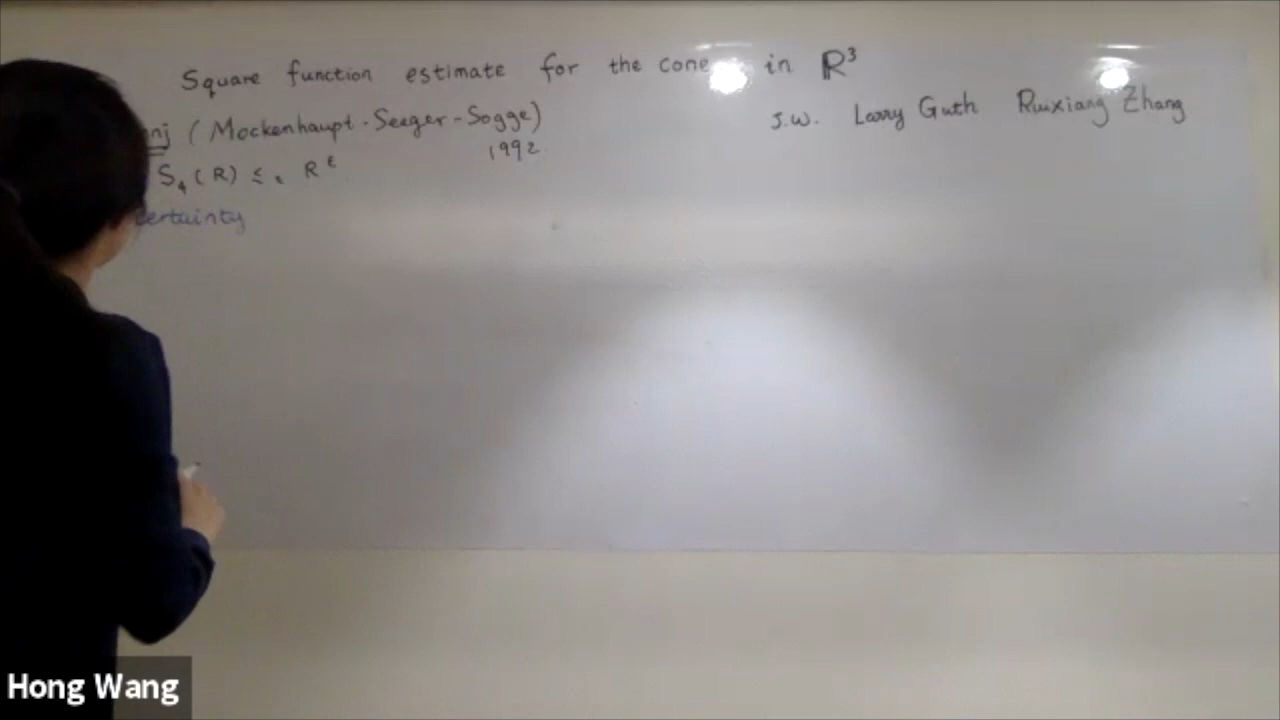 Square function estimate for the cone in R³
nj (Mockenhaupt-Seeger-Sogge)
J.W. Larry Guth Ruixiang Zhang
1992.
S₄(R) ≤ε R^ε
certainty
Hong Wang